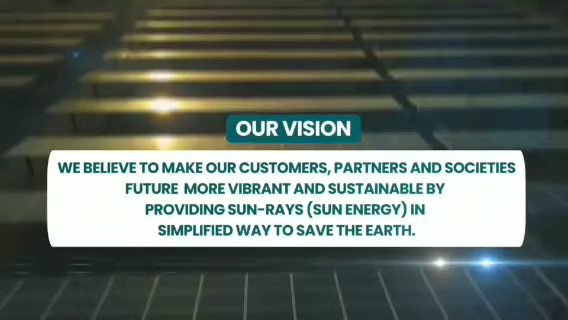 OUR VISION
WE BELIEVE TO MAKE OUR CUSTOMERS, PARTNERS AND SOCIETIES
FUTURE MORE VIBRANT AND SUSTAINABLE BY
PROVIDING SUN-RAYS (SUN ENERGY) IN
SIMPLIFIED WAY TO SAVE THE EARTH.